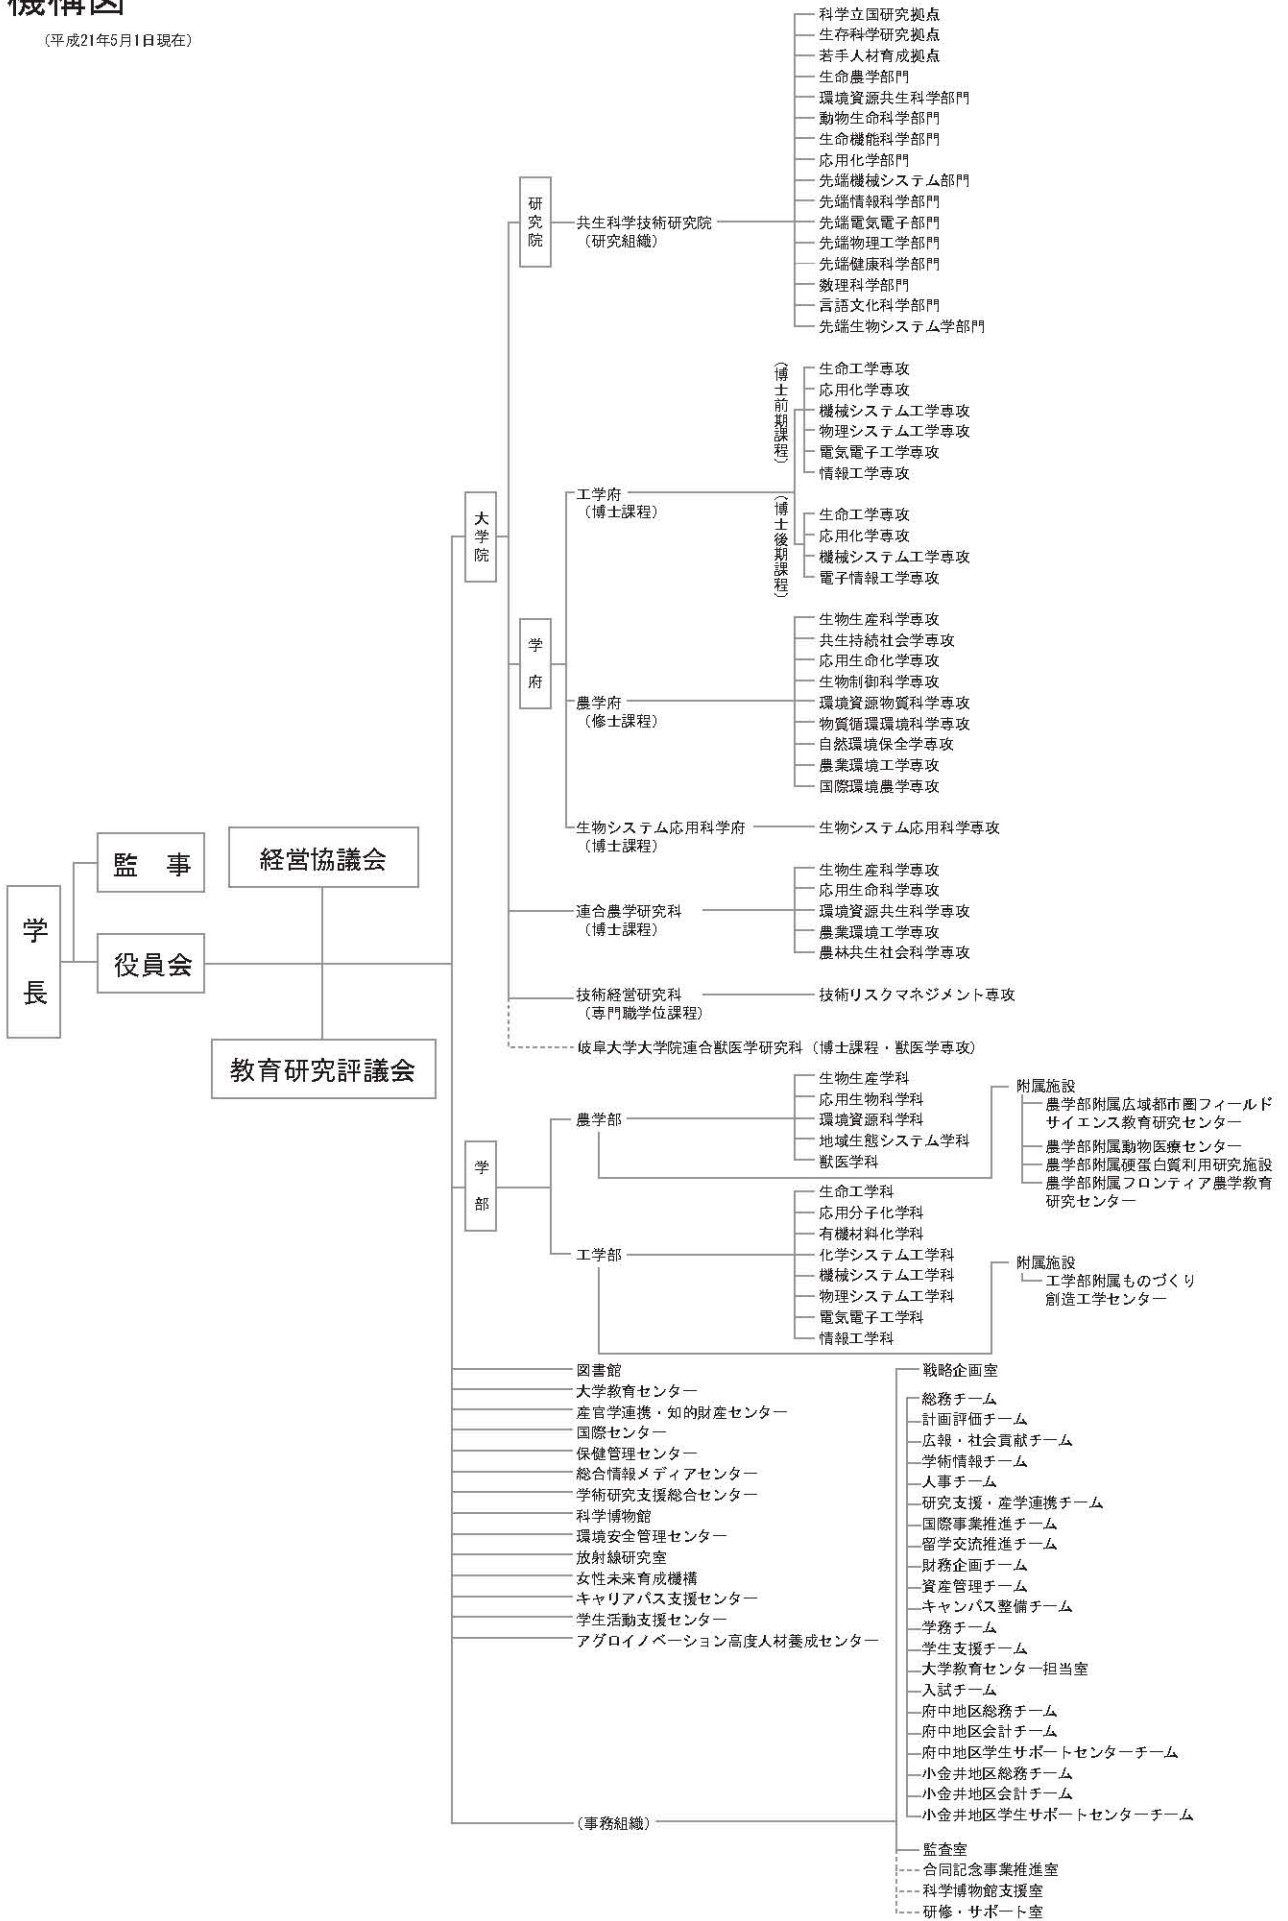 機構図
（平成21年5月1日現在）
学長
監　事
役員会
経営協議会
教育研究評議会
大学院
研究院
共生科学技術研究院
（研究組織）
科学立国研究拠点
生存科学研究拠点
若手人材育成拠点
生命農学部門
環境資源共生科学部門
動物生命科学部門
生命機能科学部門
応用化学部門
先端機械システム部門
先端情報科学部門
先端電気電子部門
先端物理工学部門
先端健康科学部門
数理科学部門
言語文化科学部門
先端生物システム学部門
学府
工学府
（博士課程）
（博士前期課程）
生命工学専攻
応用化学専攻
機械システム工学専攻
物理システム工学専攻
電気電子工学専攻
情報工学専攻
（博士後期課程）
生命工学専攻
応用化学専攻
機械システム工学専攻
電子情報工学専攻
農学府
（修士課程）
生物生産科学専攻
共生持続社会学専攻
応用生命化学専攻
生物制御科学専攻
環境資源物質科学専攻
物質循環環境科学専攻
自然環境保全学専攻
農業環境工学専攻
国際環境農学専攻
生物システム応用科学府
（博士課程）
生物システム応用科学専攻
連合農学研究科
（博士課程）
生物生産科学専攻
応用生命科学専攻
環境資源共生科学専攻
農業環境工学専攻
農林共生社会科学専攻
技術経営研究科
（専門職学位課程）
技術リスクマネジメント専攻
岐阜大学大学院連合獣医学研究科（博士課程・獣医学専攻）
学部
農学部
生物生産学科
応用生物科学科
環境資源科学科
地域生態システム学科
獣医学科
附属施設
農学部附属広域都市圏フィールド
サイエンス教育研究センター
農学部附属動物医療センター
農学部附属硬蛋白質利用研究施設
農学部附属フロンティア農学教育
研究センター
工学部
生命工学科
応用分子化学科
有機材料化学科
化学システム工学科
機械システム工学科
物理システム工学科
電気電子工学科
情報工学科
附属施設
工学部附属ものづくり
創造工学センター
図書館
大学教育センター
産官学連携・知的財産センター
国際センター
保健管理センター
総合情報メディアセンター
学術研究支援総合センター
科学博物館
環境安全管理センター
放射線研究室
女性未来育成機構
キャリアパス支援センター
学生活動支援センター
アグロイノベーション高度人材養成センター
（事務組織）
戦略企画室
総務チーム
計画評価チーム
広報・社会貢献チーム
学術情報チーム
人事チーム
研究支援・産学連携チーム
国際事業推進チーム
留学交流推進チーム
財務企画チーム
資産管理チーム
キャンパス整備チーム
学務チーム
学生支援チーム
大学教育センター担当室
入試チーム
府中地区総務チーム
府中地区会計チーム
府中地区学生サポートセンターチーム
小金井地区総務チーム
小金井地区会計チーム
小金井地区学生サポートセンターチーム
監査室
合同記念事業推進室
科学博物館支援室
研修・サポート室